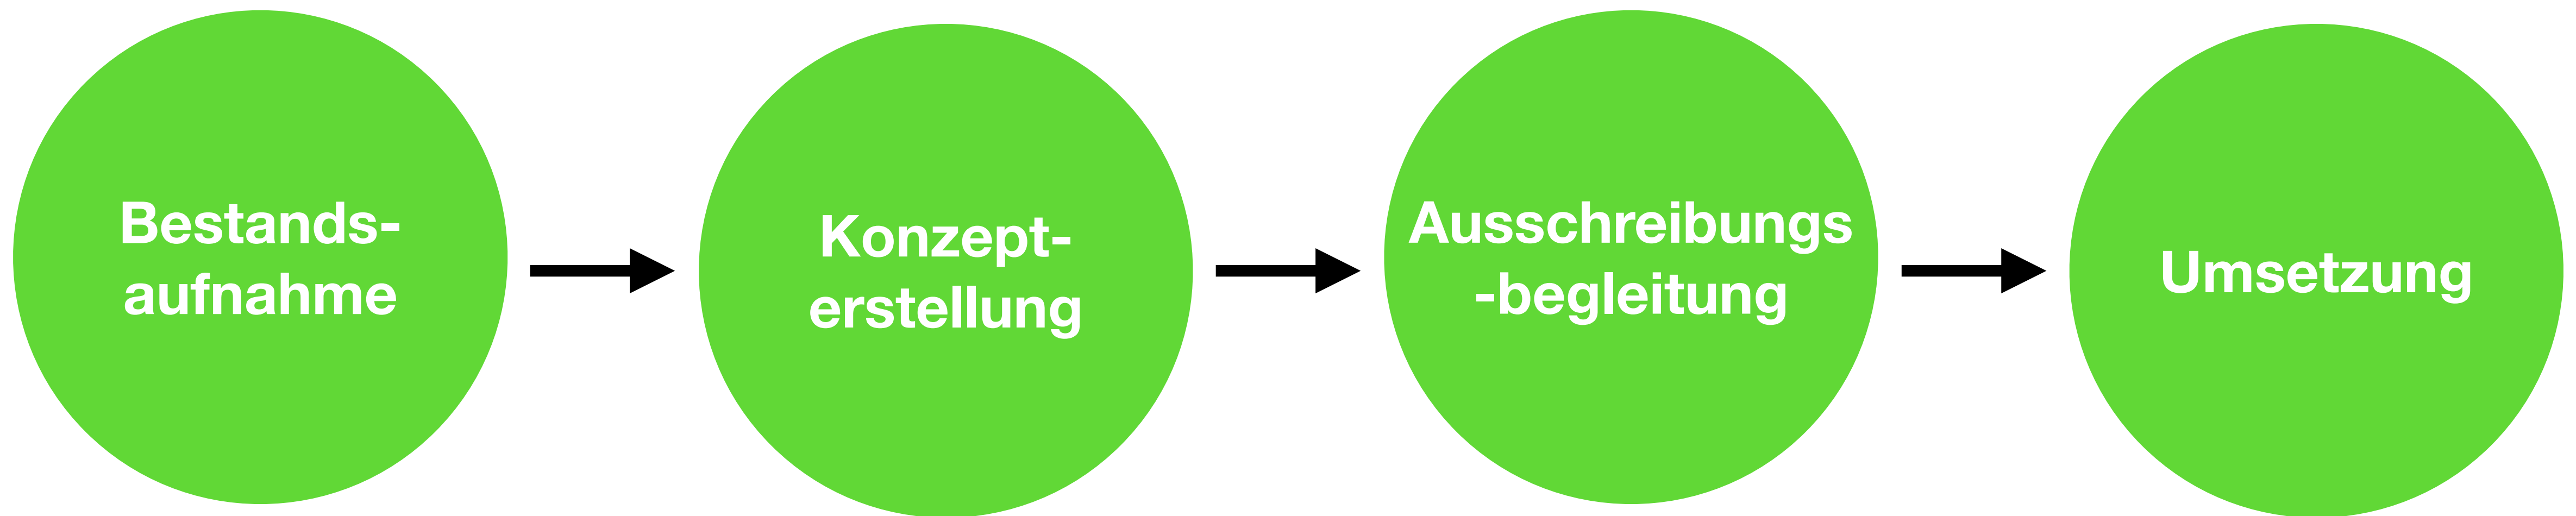 Bestands-
aufnahme
Konzept-
erstellung
Ausschreibungs
-begleitung
Umsetzung